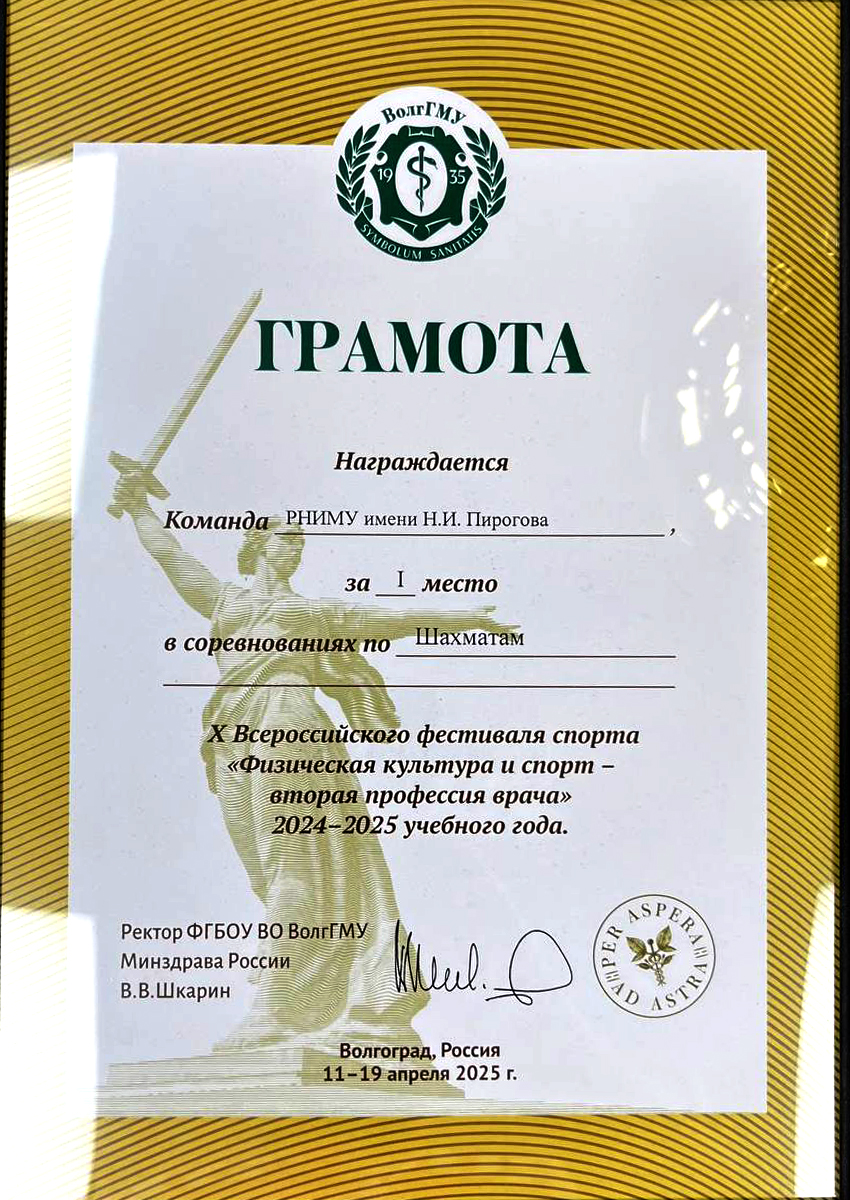 ВолгГМУ
19 35
SYMBOLUM SANITATIS
ГРАМОТА
Награждается
Команда РНИМУ имени Н.И. Пирогова ,
за I место
в соревнованиях по Шахматам
X Всероссийского фестиваля спорта
«Физическая культура и спорт –
вторая профессия врача»
2024–2025 учебного года.
Ректор ФГБОУ ВО ВолгГМУ
Минздрава России
В.В.Шкарин
PER ASPERA
AD ASTRA
Волгоград, Россия
11–19 апреля 2025 г.